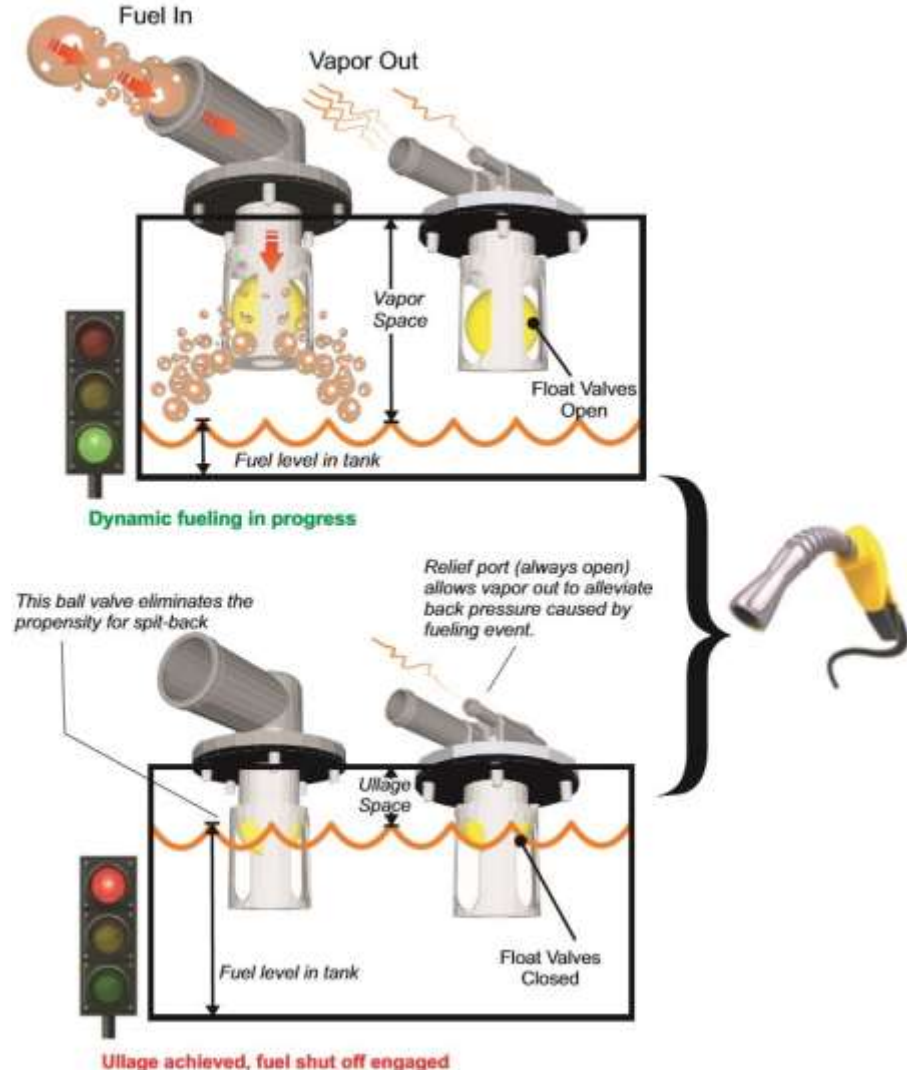 Fuel In
Vapor Out
Vapor
Space
Float Valves
Open
Fuel level in tank
Dynamic fueling in progress
This ball valve eliminates the
propensity for spit-back
Relief port (always open)
allows vapor out to alleviate
back pressure caused by
fueling event.
Ullage
Space
Fuel level in tank
Float Valves
Closed
Ullage achieved, fuel shut off engaged